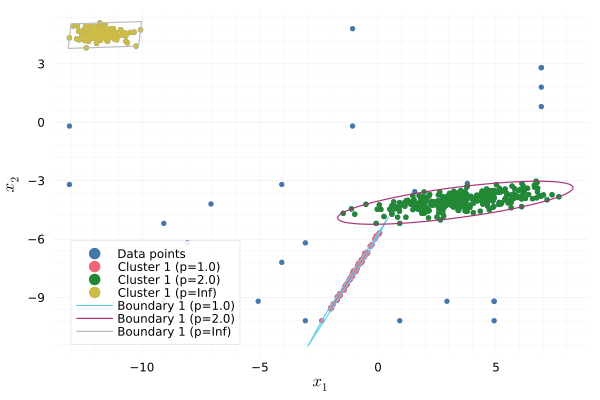 3
0
−3
−6
−9
x₂
Data points
Cluster 1 (p=1.0)
Cluster 1 (p=2.0)
Cluster 1 (p=Inf)
Boundary 1 (p=1.0)
Boundary 1 (p=2.0)
Boundary 1 (p=Inf)
−10 −5 0 5
x₁